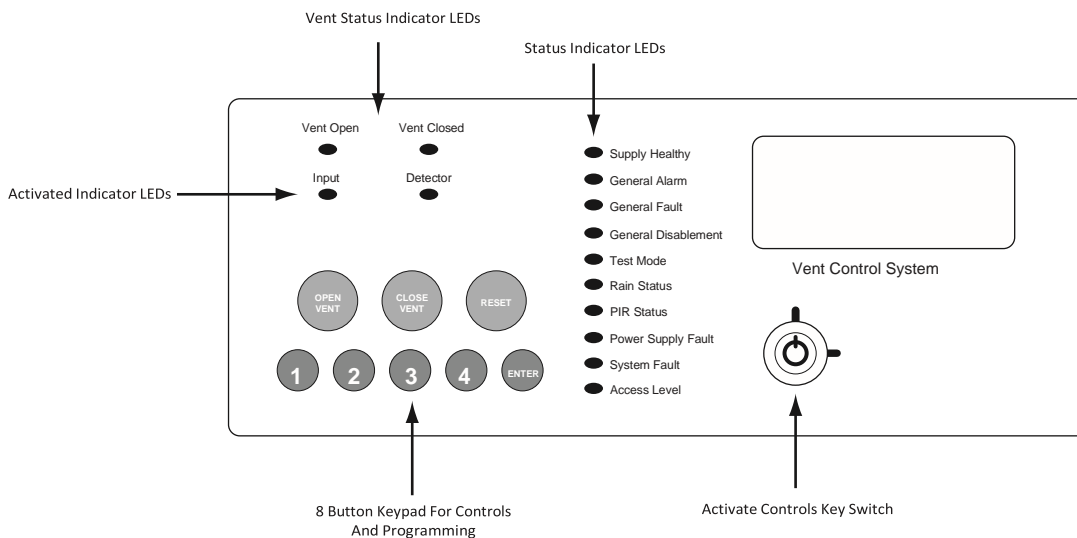 Vent Status Indicator LEDs
Status Indicator LEDs
Vent Open
Vent Closed
Activated Indicator LEDs
Input
Detector
OPEN
VENT
CLOSE
VENT
RESET
1
2
3
4
ENTER
Supply Healthy
General Alarm
General Fault
General Disablement
Test Mode
Rain Status
PIR Status
Power Supply Fault
System Fault
Access Level
Vent Control System
8 Button Keypad For Controls
And Programming
Activate Controls Key Switch